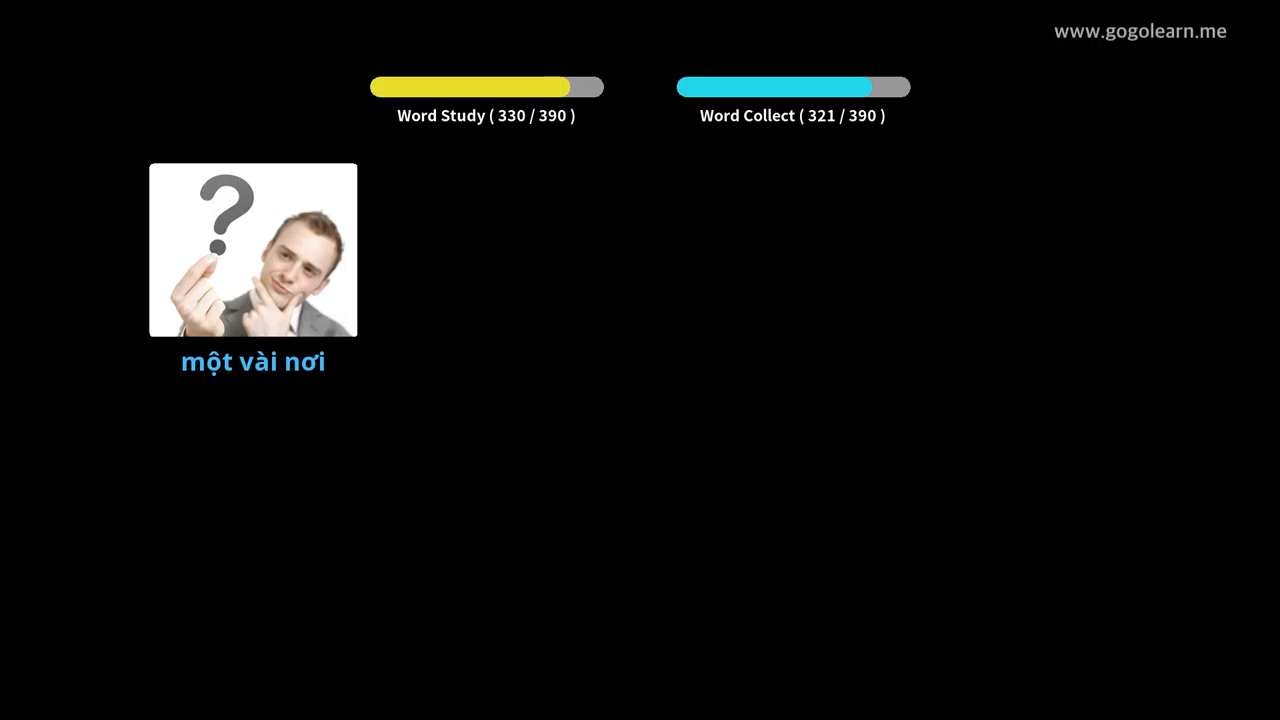 www.gogolearn.me
Word Study ( 330 / 390 )
Word Collect ( 321 / 390 )
?
một vài nơi